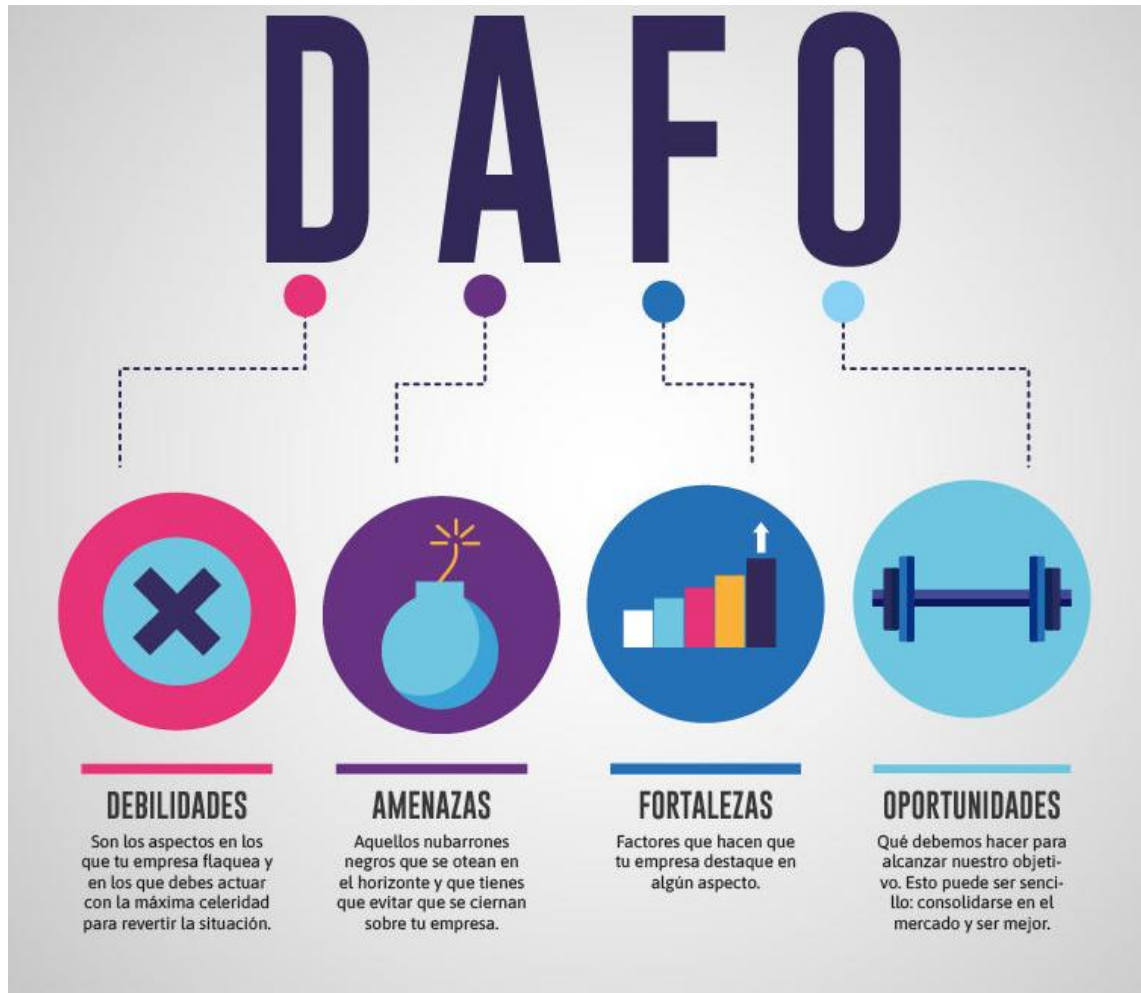 DAFO
DEBILIDADES
Son los aspectos en los
que tu empresa flaquea y
en los que debes actuar
con la máxima celeridad
para revertir la situación.
AMENAZAS
Aquellos nubarrones
negros que se otean en
el horizonte y que tienes
que evitar que se ciernan
sobre tu empresa.
FORTALEZAS
Factores que hacen que
tu empresa destaque en
algún aspecto.
OPORTUNIDADES
Qué debemos hacer para
alcanzar nuestro objeti-
vo. Esto puede ser senci-
llo: consolidarse en el
mercado y ser mejor.